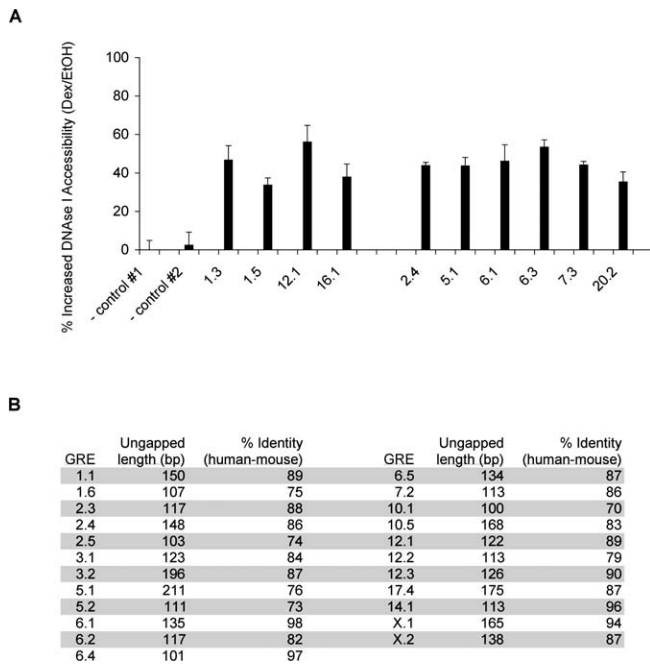 A
% Increased DNAse I Accessibility (Dex/EtOH)
100
80
60
40
20
0
- control #1
- control #2
1.3
1.5
12.1
16.1
2.4
5.1
6.1
6.3
7.3
20.2
B
GRE Ungapped length (bp) % Identity (human-mouse) GRE Ungapped length (bp) % Identity (human-mouse)
1.1 150 89 6.5 134 87
1.6 107 75 7.2 113 86
2.3 117 88 10.1 100 70
2.4 148 86 10.5 168 83
2.5 103 74 12.1 122 89
3.1 123 84 12.2 113 79
3.2 196 87 12.3 126 90
5.1 211 76 17.4 175 87
5.2 111 73 14.1 113 96
6.1 135 98 X.1 165 94
6.2 117 82 X.2 138 87
6.4 101 97